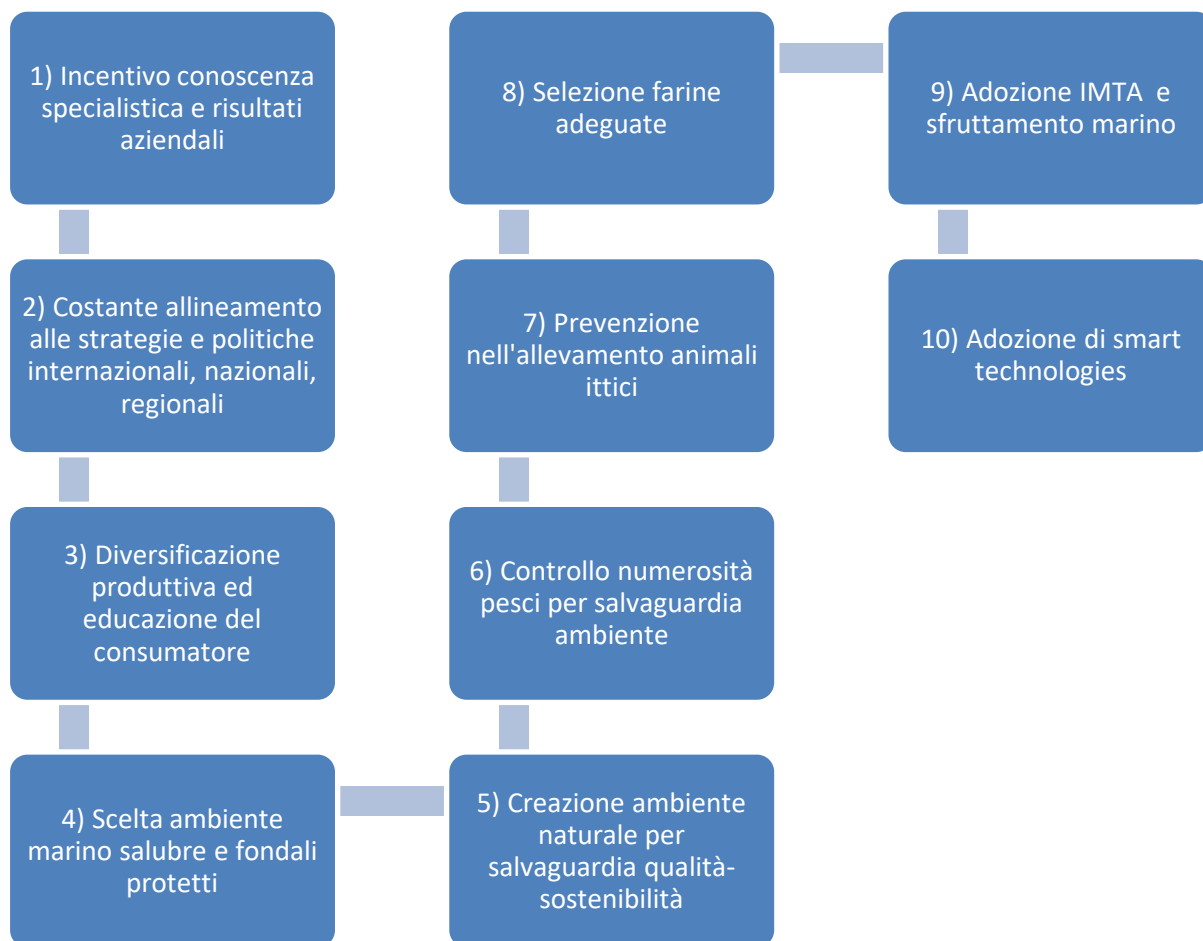 1) Incentivo conoscenza
specialistica e risultati
aziendali
2) Costante allineamento
alle strategie e politiche
internazionali, nazionali,
regionali
3) Diversificazione
produttiva ed
educazione del
consumatore
4) Scelta ambiente
marino salubre e fondali
protetti
5) Creazione ambiente
naturale per
salvaguardia qualità-
sostenibilità
6) Controllo numerosità
pesci per salvaguardia
ambiente
7) Prevenzione
nell'allevamento animali
ittici
8) Selezione farine
adeguate
9) Adozione IMTA e
sfruttamento marino
10) Adozione di smart
technologies